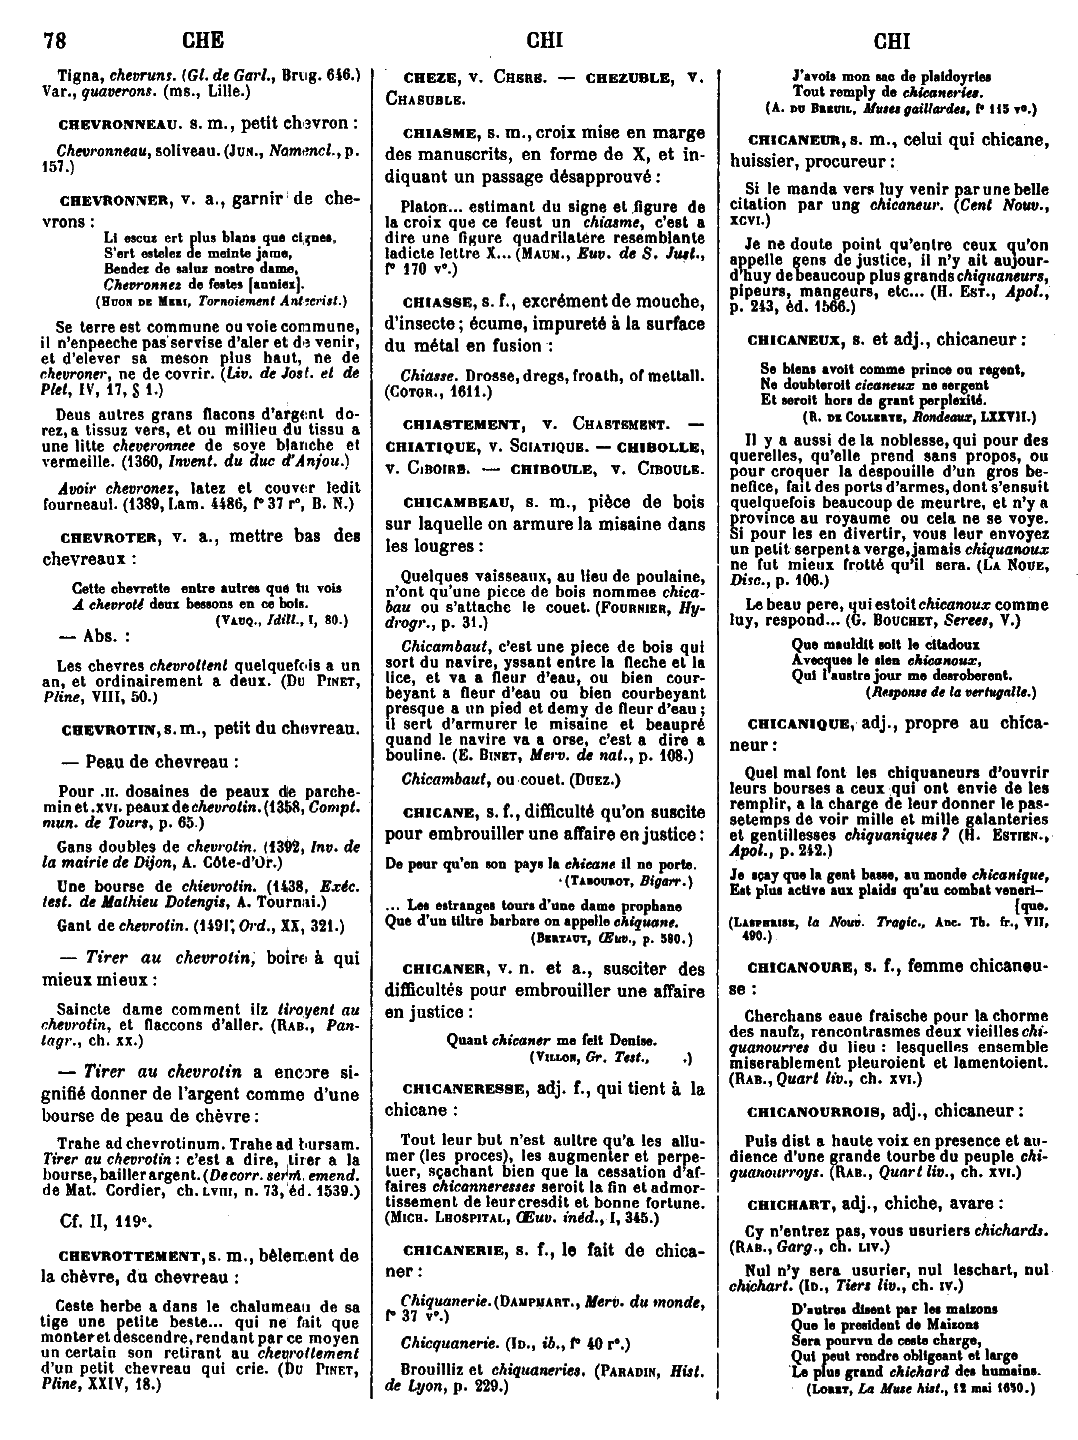 78 CHE CHI CHI
Tigna, chevruns. (Gl. de Garl., Brug. 646.)
Var., quaverons. (ms., Lille.)
CHEVRONNEAU. s. m., petit chevron :
Chevronneau, soliveau. (JUN., Nomencl., p.
157.)
CHEVRONNER, v. a., garnir de che-
vrons :
Li escuz ert plus blans que cignes,
S'ert estelez de meinte jame,
Bendez de saluz nostre dame,
Chevronnez de festes [anniex].
(HUON DE MERI, Tornoiement Antecrist.)
Se terre est commune ou voie commune,
il n'enpeeche pas servise d'aler et de venir,
et d'elever sa meson plus haut, ne de
chevroner, ne de covrir. (Liv. de Jost. et de
Plet, IV, 17, § 1.)
Deus autres grans flacons d'argent do-
rez, a tissuz vers, et ou millieu du tissu a
une litte cheveronnee de soye blanche et
vermeille. (1360, Invent. du duc d'Anjou.)
Avoir chevronez, latez et couver ledit
fourneaul. (1389, Lam. 4486, f° 37 r°, B. N.)
CHEVROTER, v. a., mettre bas des
chevreaux :
Cette chevrette entre autres que tu vois
A chevroté deux bessons en ce bois.
(VAUQ., Idill., I, 80.)
— Abs. :
Les chevres chevrottent quelquefois a un
an, et ordinairement a deux. (DU PINET,
Pline, VIII, 50.)
CHEVROTIN, s. m., petit du chevreau.
— Peau de chevreau :
Pour .II. dosaines de peaux de parche-
min et .XVI. peaux de chevrotin. (1358, Compt.
mun. de Tours, p. 65.)
Gans doubles de chevrotin. (1392, Inv. de
la mairie de Dijon, A. Côte-d'Or.)
Une bourse de chievrotin. (1438, Exéc.
test. de Mathieu Dotengis, A. Tournai.)
Gant de chevrotin. (1491, Ord., XX, 321.)
— Tirer au chevrotin, boire à qui
mieux mieux :
Saincte dame comment ilz tiroyent au
chevrotin, et flaccons d'aller. (RAB., Pan-
tagr., ch. XX.)
— Tirer au chevrotin a encore si-
gnifié donner de l'argent comme d'une
bourse de peau de chèvre :
Trahe ad chevrotinum. Trahe ad bursam.
Tirer au chevrotin : c'est a dire, tirer a la
bourse, bailler argent. (De corr. serm. emend.
de Mat. Cordier, ch. LVIII, n. 73, éd. 1539.)
Cf. II, 119c.
CHEVROTTEMENT, s. m., bêlement de
la chèvre, du chevreau :
Ceste herbe a dans le chalumeau de sa
tige une petite beste... qui ne fait que
monter et descendre, rendant par ce moyen
un certain son retirant au chevrottement
d'un petit chevreau qui crie. (DU PINET,
Pline, XXIV, 18.)
CHEZE, v. CHESE. — CHEZUBLE, v.
CHASUBLE.
CHIASME, s. m., croix mise en marge
des manuscrits, en forme de X, et in-
diquant un passage désapprouvé :
Platon... estimant du signe et figure de
la croix que ce feust un chiasme, c'est a
dire une figure quadrilatere resemblante
ladicte lettre X... (MAUM., Euv. de S. Just.,
f° 170 v°.)
CHIASSE, s. f., excrément de mouche,
d'insecte ; écume, impureté à la surface
du métal en fusion :
Chiasse. Drosse, dregs, froath, of mettall.
(COTGR., 1611.)
CHIASTEMENT, v. CHASTEMENT. —
CHIATIQUE, v. SCIATIQUE. — CHIBOLLE,
v. CIBOIRE. — CHIBOULE, v. CIBOULE.
CHICAMBEAU, s. m., pièce de bois
sur laquelle on armure la misaine dans
les lougres :
Quelques vaisseaux, au lieu de poulaine,
n'ont qu'une piece de bois nommee chica-
bau ou s'attache le couet. (FOURNIER, Hy-
drogr., p. 31.)
Chicambaut, c'est une piece de bois qui
sort du navire, yssant entre la fleche et la
lice, et va a fleur d'eau, ou bien cour-
beyant a fleur d'eau ou bien courbeyant
presque a un pied et demy de fleur d'eau ;
il sert d'armurer le misaine et beaupré
quand le navire va a orse, c'est a dire a
bouline. (E. BINET, Merv. de nat., p. 108.)
Chicambaut, ou couet. (DUEZ.)
CHICANE, s. f., difficulté qu'on suscite
pour embrouiller une affaire en justice :
De peur qu'en son pays la chicane il ne porte.
(TABOUROT, Bigarr.)
... Les estranges tours d'une dame prophane
Que d'un tiltre barbare on appelle chiquane.
(BERTAUT, Œuv., p. 580.)
CHICANER, v. n. et a., susciter des
difficultés pour embrouiller une affaire
en justice :
Quant chicaner me feit Denise.
(VILLON, Gr. Test., .)
CHICANERESSE, adj. f., qui tient à la
chicane :
Tout leur but n'est aultre qu'a les allu-
mer (les proces), les augmenter et perpe-
tuer, sçachant bien que la cessation d'af-
faires chicanneresses seroit la fin et admor-
tissement de leur credit et bonne fortune.
(MICH. LHOSPITAL, Œuv. inéd., I, 345.)
CHICANERIE, s. f., le fait de chica-
ner :
Chiquanerie. (DAMPMART., Merv. du monde,
f° 37 v°.)
Chicquanerie. (ID., ib., f° 40 r°.)
Brouilliz et chiquaneries. (PARADIN, Hist.
de Lyon, p. 229.)
J'avois mon sac de plaidoyries
Tout remply de chicaneries.
(A. DU BREUIL, Muses gaillardes, f° 115 v°.)
CHICANEUR, s. m., celui qui chicane,
huissier, procureur :
Si le manda vers luy venir par une belle
citation par ung chicaneur. (Cent Nouv.,
XCVI.)
Je ne doute point qu'entre ceux qu'on
appelle gens de justice, il n'y ait aujour-
d'huy de beaucoup plus grands chiquaneurs,
pipeurs, mangeurs, etc... (H. EST., Apol.,
p. 243, éd. 1566.)
CHICANEUX, s. et adj., chicaneur :
Se biens avoit comme prince ou regent,
Ne doubteroit cicaneux ne sergent
Et seroit hors de grant perplexité.
(R. DE COLLERYE, Rondeaux, LXXVII.)
Il y a aussi de la noblesse, qui pour des
querelles, qu'elle prend sans propos, ou
pour croquer la despouille d'un gros be-
nefice, fait des ports d'armes, dont s'ensuit
quelquefois beaucoup de meurtre, et n'y a
province au royaume ou cela ne se voye.
Si pour les en divertir, vous leur envoyez
un petit serpent a verge, jamais chiquanoux
ne fut mieux frotté qu'il sera. (LA NOUE,
Disc., p. 106.)
Le beau pere, qui estoit chicanoux comme
luy, respond... (G. BOUCHET, Serees, V.)
Que mauldit soit le citadoux
Avecques le sien chicanoux,
Qui l'austre jour me desroberent.
(Response de la vertugalle.)
CHICANIQUE, adj., propre au chica-
neur :
Quel mal font les chiquaneurs d'ouvrir
leurs bourses a ceux qui ont envie de les
remplir, a la charge de leur donner le pas-
setemps de voir mille et mille galanteries
et gentillesses chiquaniques ? (H. ESTIEN.,
Apol., p. 242.)
Je sçay que la gent basse, au monde chicanique,
Est plus active aux plaids qu'au combat veneri-
[que.
(LASPHRISE, la Nouv. Tragic., Anc. Th. fr., VII,
490.)
CHICANOURE, s. f., femme chicaneu-
se :
Cherchans eaue fraische pour la chorme
des naufz, rencontrasmes deux vieilles chi-
quanourres du lieu : lesquelles ensemble
miserablement pleuroient et lamentoient.
(RAB., Quart liv., ch. XVI.)
CHICANOURROIS, adj., chicaneur :
Puis dist a haute voix en presence et au-
dience d'une grande tourbe du peuple chi-
quanourroys. (RAB., Quart liv., ch. XVI.)
CHICHART, adj., chiche, avare :
Cy n'entrez pas, vous usuriers chichards.
(RAB., Garg., ch. LIV.)
Nul n'y sera usurier, nul leschart, nul
chichart. (ID., Tiers liv., ch. IV.)
D'autres disent par les maisons
Que le president de Maisons
Sera pourvu de ceste charge,
Qui peut rendre obligeant et large
Le plus grand chichard des humains.
(LORET, La Muse hist., 12 mai 1650.)